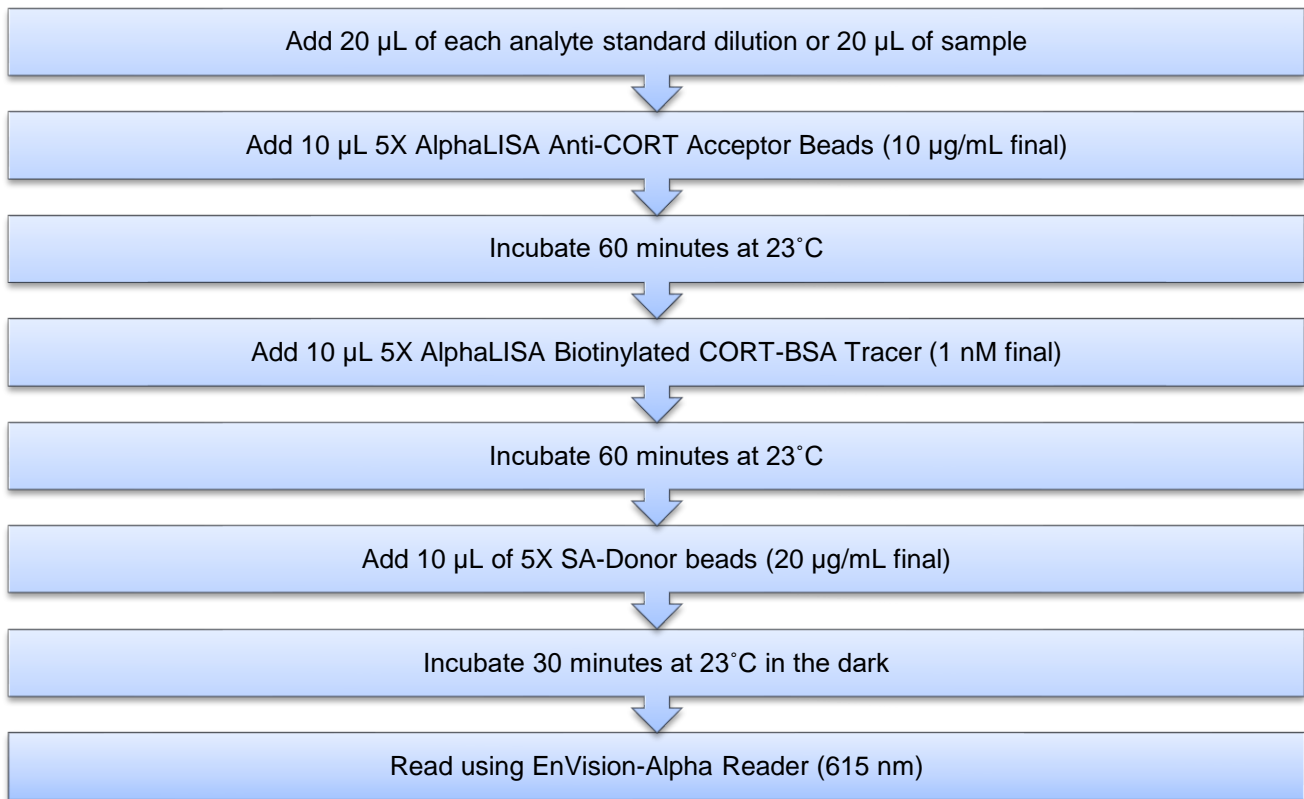 Add 20 µL of each analyte standard dilution or 20 µL of sample
Add 10 µL 5X AlphaLISA Anti-CORT Acceptor Beads (10 µg/mL final)
Incubate 60 minutes at 23˚C
Add 10 µL 5X AlphaLISA Biotinylated CORT-BSA Tracer (1 nM final)
Incubate 60 minutes at 23˚C
Add 10 µL of 5X SA-Donor beads (20 µg/mL final)
Incubate 30 minutes at 23˚C in the dark
Read using EnVision-Alpha Reader (615 nm)